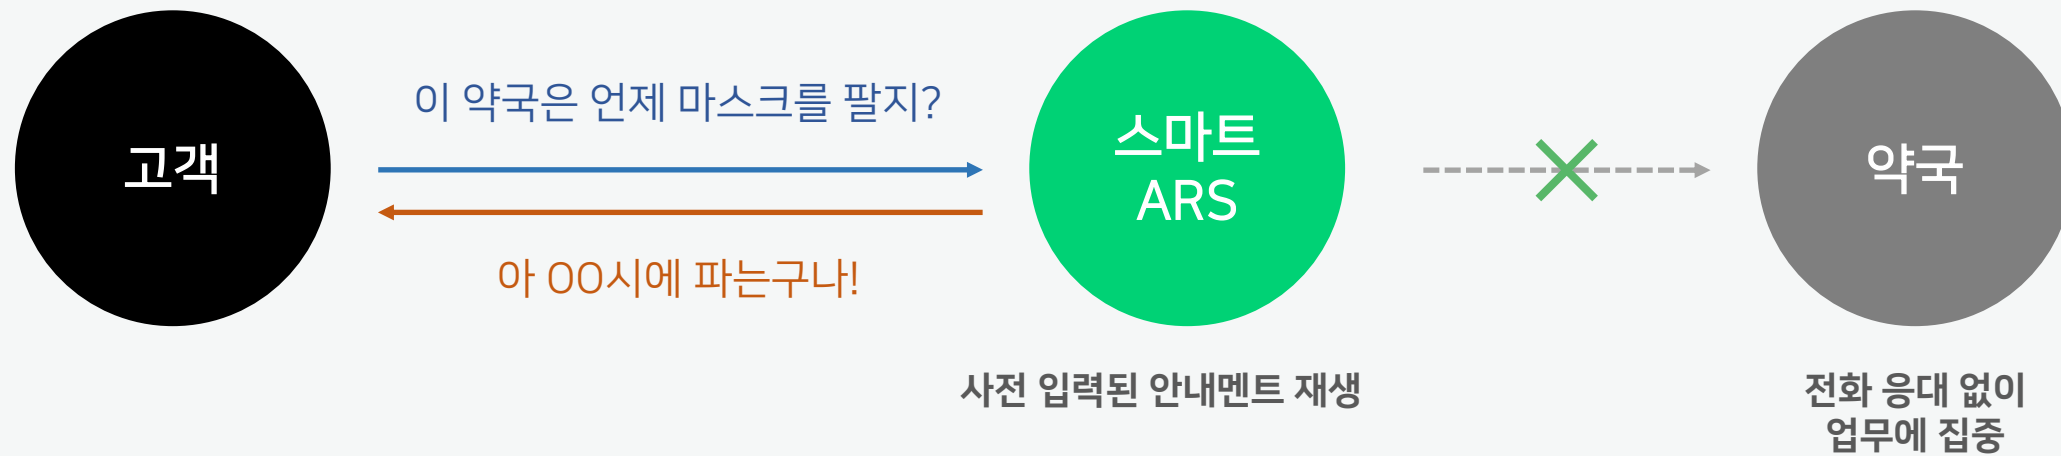 고객
이 약국은 언제 마스크를 팔지?
아 OO시에 파는구나!
스마트
ARS
사전 입력된 안내멘트 재생
약국
전화 응대 없이
업무에 집중